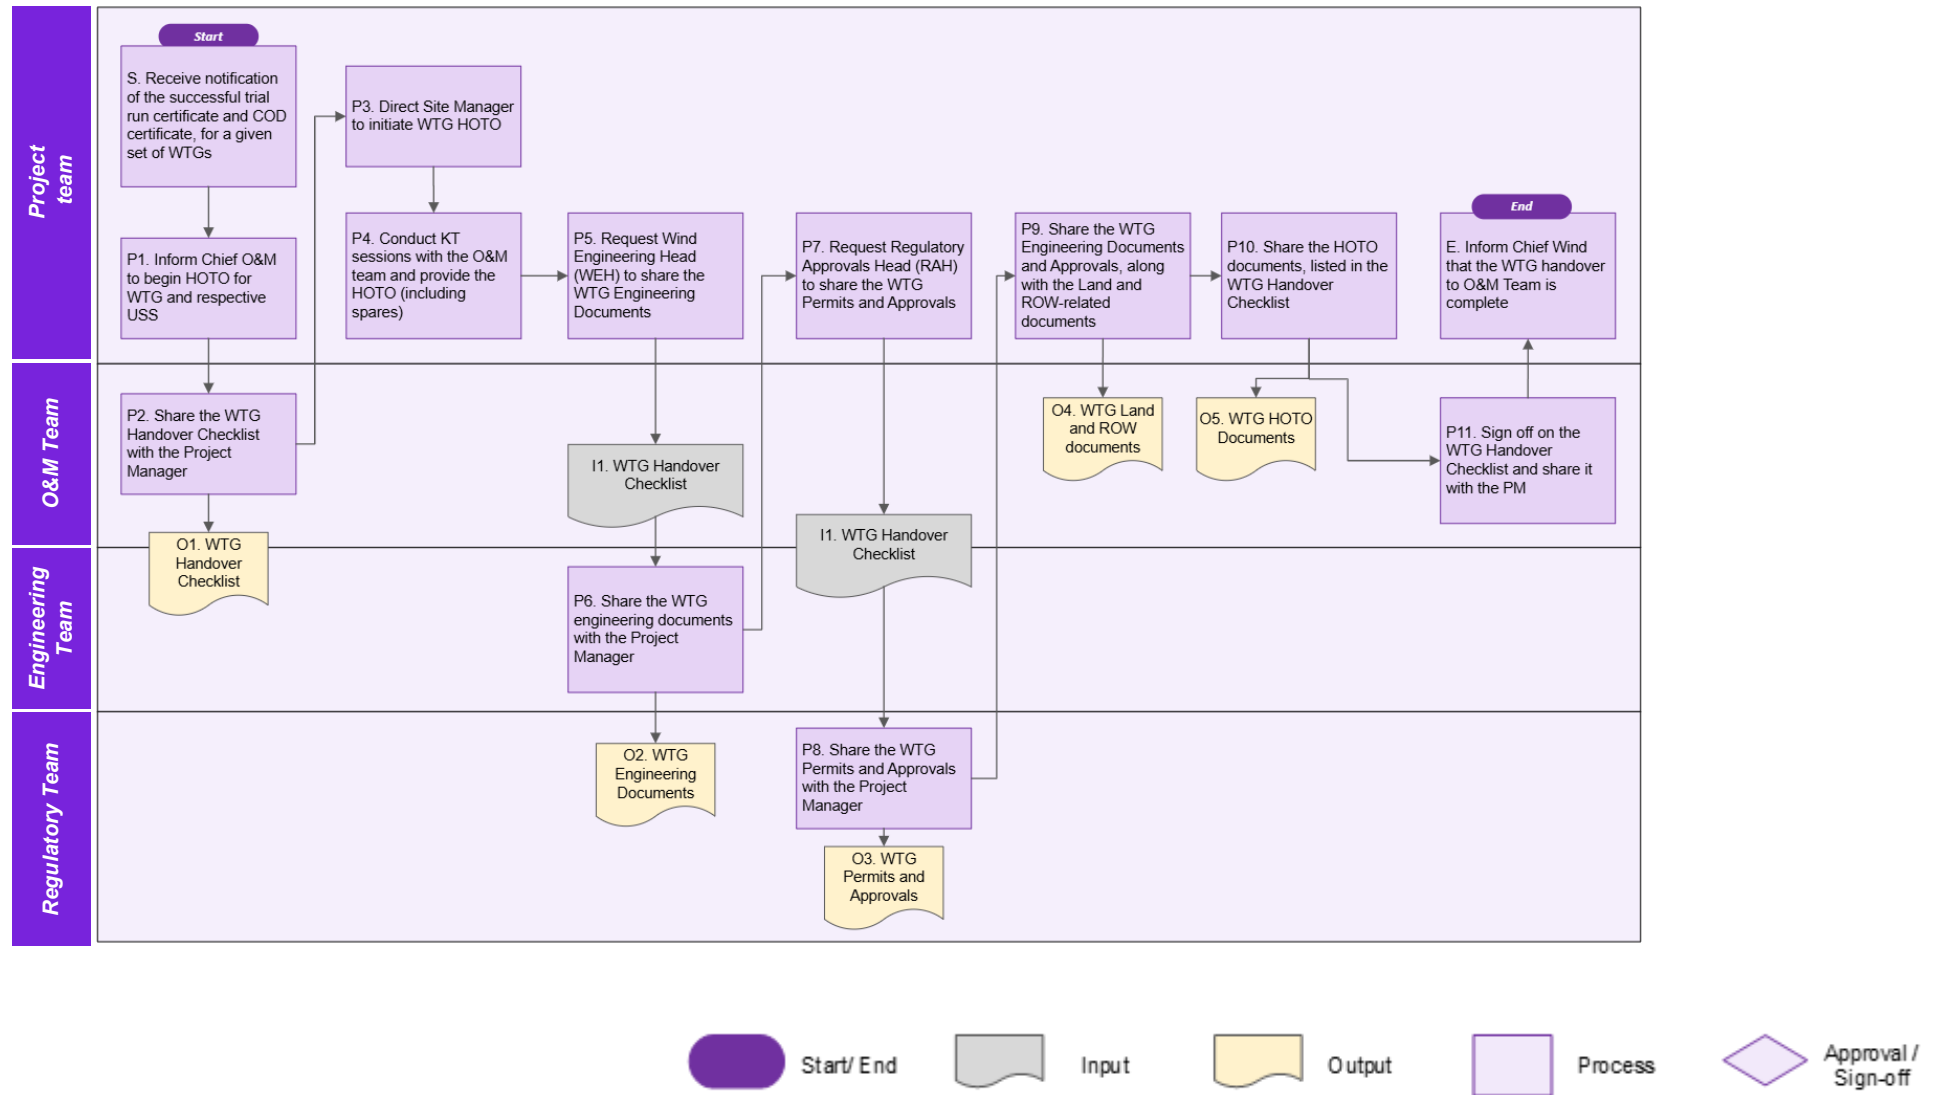 Project
team
Start
S. Receive notification
of the successful trial
run certificate and COD
certificate, for a given
set of WTGs
P1. Inform Chief O&M
to begin HOTO for
WTG and respective
USS
P3. Direct Site Manager
to initiate WTG HOTO
P4. Conduct KT
sessions with the O&M
team and provide the
HOTO (including
spares)
P5. Request Wind
Engineering Head
(WEH) to share the
WTG Engineering
Documents
P7. Request Regulatory
Approvals Head (RAH)
to share the WTG
Permits and Approvals
P9. Share the WTG
Engineering Documents
and Approvals, along
with the Land and
ROW-related
documents
P10. Share the HOTO
documents, listed in the
WTG Handover
Checklist
End
E. Inform Chief Wind
that the WTG handover
to O&M Team is
complete
O&M Team
P2. Share the WTG
Handover Checklist
with the Project
Manager
O1. WTG
Handover
Checklist
I1. WTG Handover
Checklist
I1. WTG Handover
Checklist
O4. WTG Land
and ROW
documents
O5. WTG HOTO
Documents
P11. Sign off on the
WTG Handover
Checklist and share it
with the PM
Engineering
Team
P6. Share the WTG
engineering documents
with the Project
Manager
Regulatory Team
O2. WTG
Engineering
Documents
P8. Share the WTG
Permits and Approvals
with the Project
Manager
O3. WTG
Permits and
Approvals
Start/ End
Input
Output
Process
Approval /
Sign-off